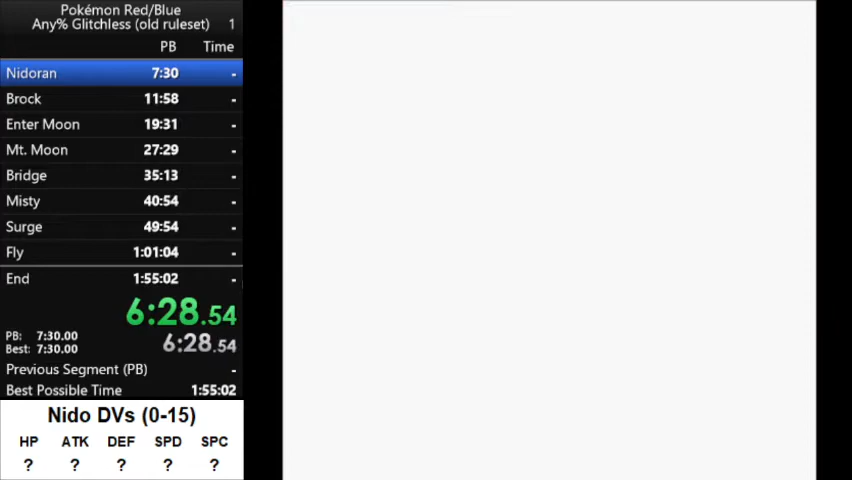 Pokémon Red/Blue
Any% Glitchless (old ruleset) 1
PB Time
Nidoran 7:30 -
Brock 11:58 -
Enter Moon 19:31 -
Mt. Moon 27:29 -
Bridge 35:13 -
Misty 40:54 -
Surge 49:54 -
Fly 1:01:04 -
End 1:55:02 -
6:28.54
PB: 7:30.00
Best: 7:30.00
6:28.54
Previous Segment (PB) -
Best Possible Time 1:55:02
Nido DVs (0-15)
HP ATK DEF SPD SPC
? ? ? ? ?